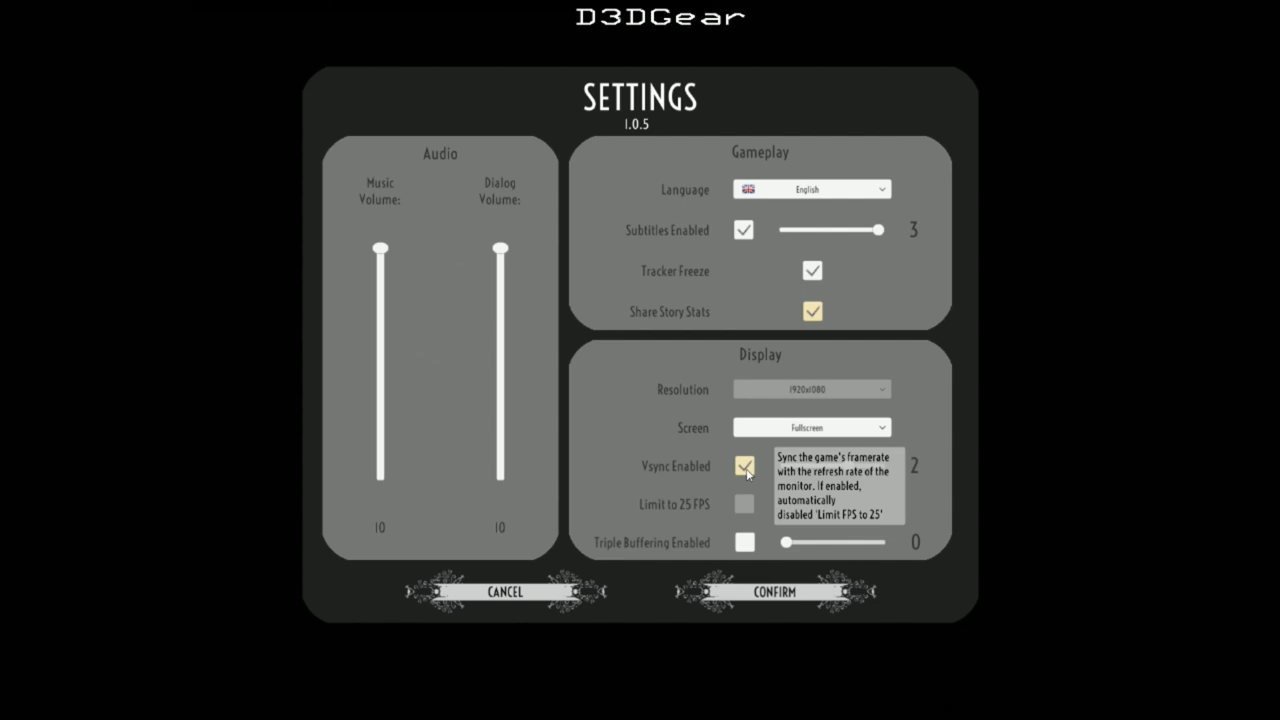 D3DGear
SETTINGS
1.0.5
Audio
Music
Volume:
Dialog
Volume:
10
10
Gameplay
Language
English
Subtitles Enabled
3
Tracker Freeze
Share Story Stats
Display
Resolution
1920x1080
Screen
Fullscreen
Vsync Enabled
2
Sync the game's framerate
with the refresh rate of the
monitor. If enabled,
automatically
disabled 'Limit FPS to 25'
Limit to 25 FPS
Triple Buffering Enabled
0
CANCEL
CONFIRM